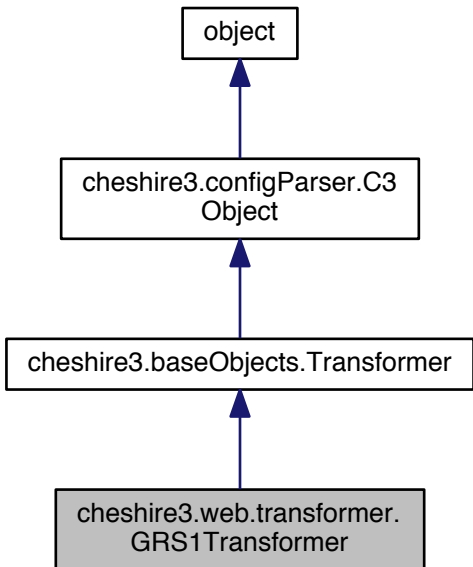 object
cheshire3.configParser.C3
Object
cheshire3.baseObjects.Transformer
cheshire3.web.transformer.
GRS1Transformer